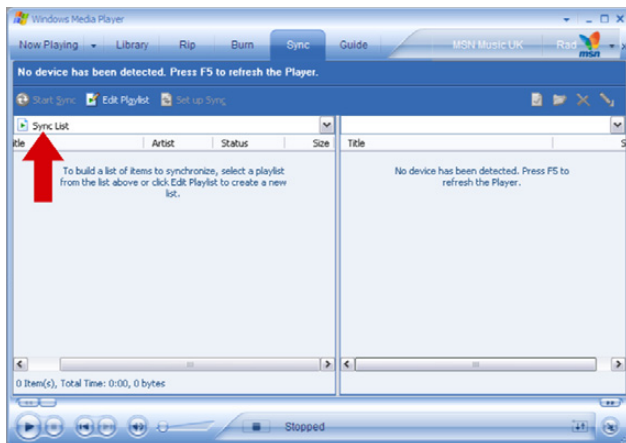 Windows Media Player
Now Playing Library Rip Burn Sync Guide MSN Music UK Rad msn
No device has been detected. Press F5 to refresh the Player.
Start Sync Edit Playlist Set up Sync
Sync List
itle Artist Status Size Title S
To build a list of items to synchronize, select a playlist
from the list above or click Edit Playlist to create a new
list.
No device has been detected. Press F5 to
refresh the Player.
0 Item(s), Total Time: 0:00, 0 bytes
Stopped